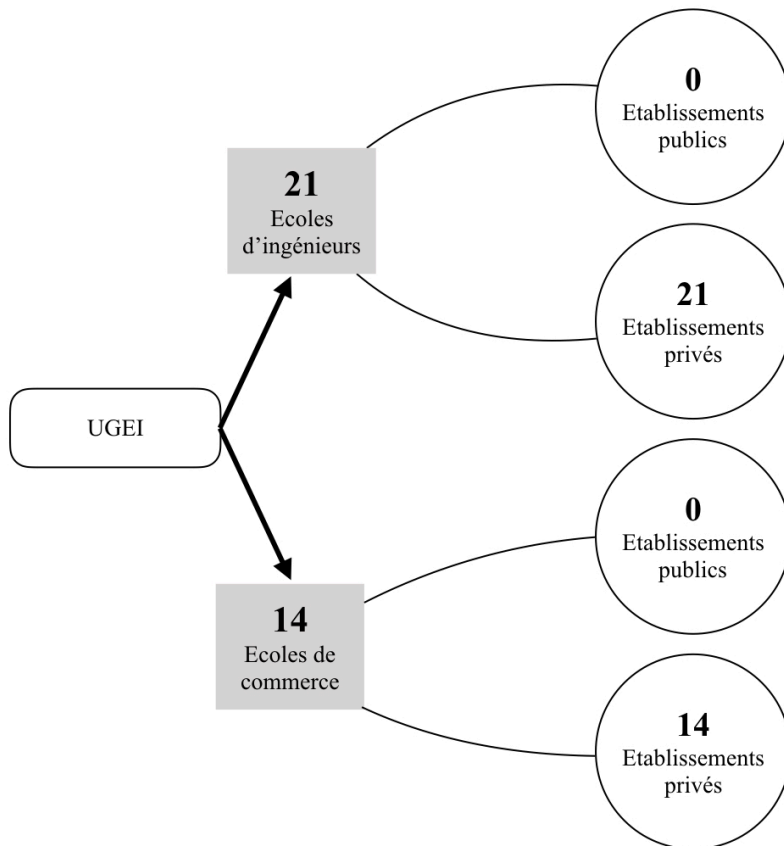 0
Etablissements
publics
21
Ecoles
d’ingénieurs
21
Etablissements
privés
UGEI
0
Etablissements
publics
14
Ecoles de
commerce
14
Etablissements
privés